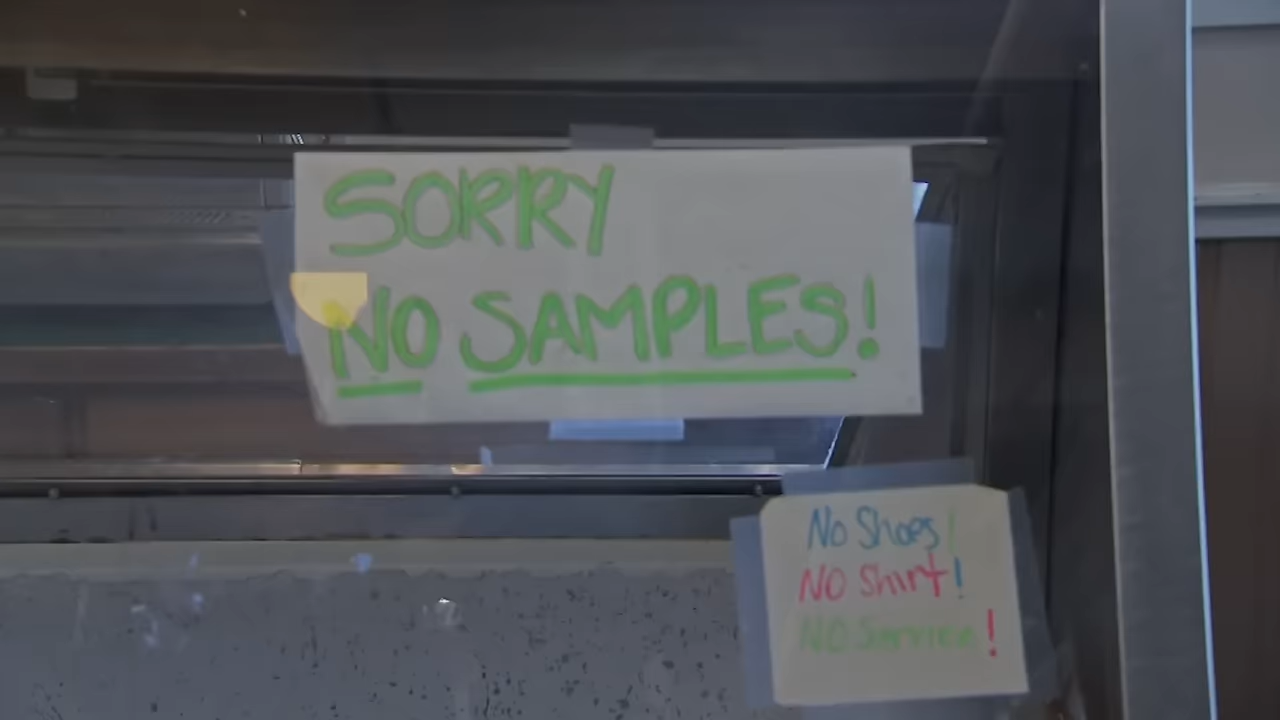 SORRY
NO SAMPLES!
No Shoes!
NO Shirt!
NO Service!